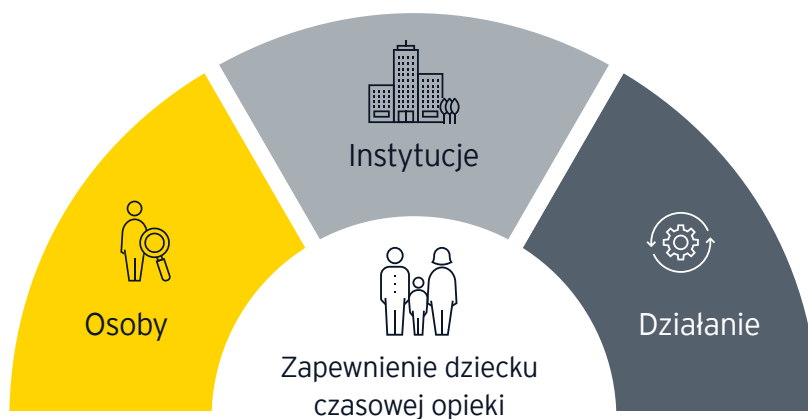 Instytucje
Osoby
Działanie
Zapewnienie dziecku
czasowej opieki